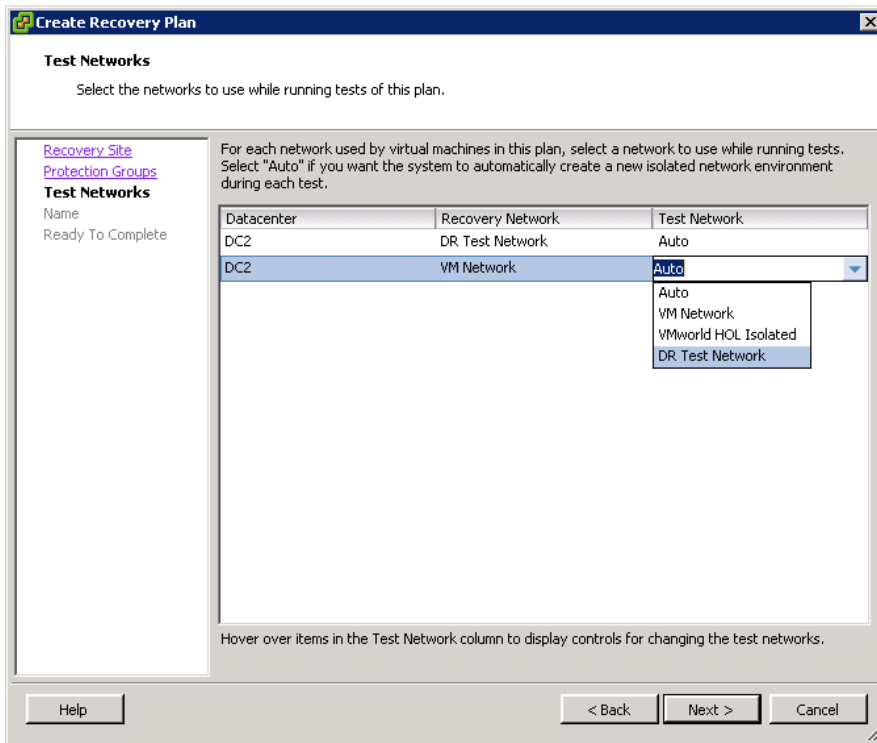 Create Recovery Plan
Test Networks
Select the networks to use while running tests of this plan.
Recovery Site
Protection Groups
Test Networks
Name
Ready To Complete
For each network used by virtual machines in this plan, select a network to use while running tests.
Select "Auto" if you want the system to automatically create a new isolated network environment
during each test.
Datacenter Recovery Network Test Network
DC2 DR Test Network Auto
DC2 VM Network Auto
Auto
VM Network
VMworld HOL Isolated
DR Test Network
Hover over items in the Test Network column to display controls for changing the test networks.
Help < Back Next > Cancel